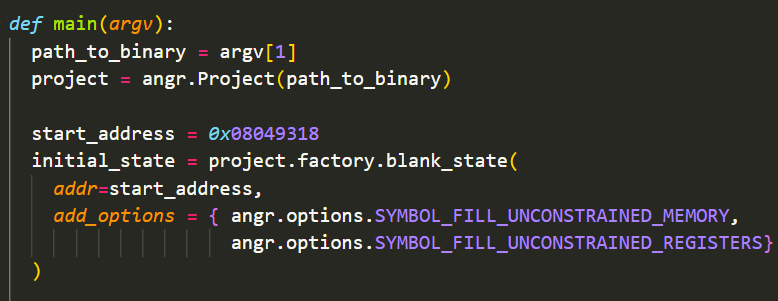 def main(argv):
path_to_binary = argv[1]
project = angr.Project(path_to_binary)
start_address = 0x08049318
initial_state = project.factory.blank_state(
addr=start_address,
add_options = { angr.options.SYMBOL_FILL_UNCONSTRAINED_MEMORY,
angr.options.SYMBOL_FILL_UNCONSTRAINED_REGISTERS}
)